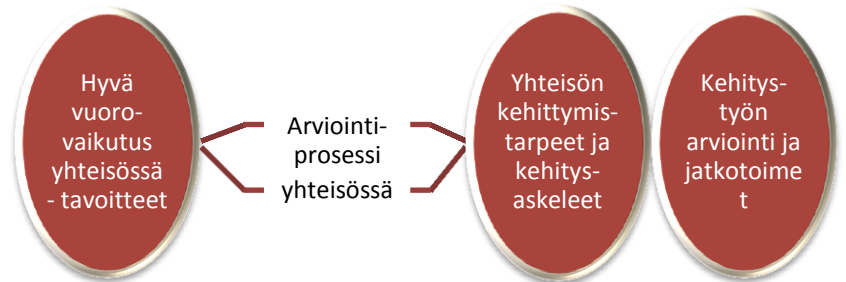 Hyvä
vuoro-
vaikutus
yhteisössä
- tavoitteet
Arviointi-
prosessi
yhteisössä
Yhteisön
kehittymis-
tarpeet ja
kehitys-
askeleet
Kehitys-
työn
arviointi ja
jatkotoime
t